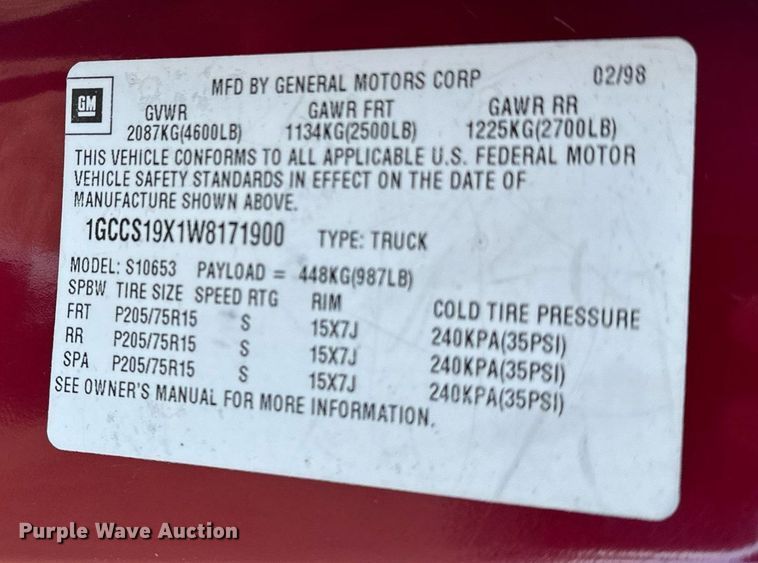 GM
MFD BY GENERAL MOTORS CORP 02/98
GVWR GAWR FRT GAWR RR
2087KG(4600LB) 1134KG(2500LB) 1225KG(2700LB)
THIS VEHICLE CONFORMS TO ALL APPLICABLE U.S. FEDERAL MOTOR
VEHICLE SAFETY STANDARDS IN EFFECT ON THE DATE OF
MANUFACTURE SHOWN ABOVE.
1GCCS19X1W8171900 TYPE: TRUCK
MODEL: S10653 PAYLOAD = 448KG(987LB)
SPBW TIRE SIZE SPEED RTG RIM COLD TIRE PRESSURE
FRT P205/75R15 S 15X7J 240KPA(35PSI)
RR P205/75R15 S 15X7J 240KPA(35PSI)
SPA P205/75R15 S 15X7J 240KPA(35PSI)
SEE OWNER'S MANUAL FOR MORE INFORMATION.
Purple Wave Auction